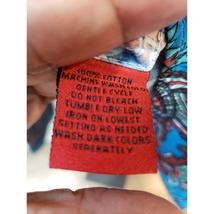 100% COTTON
MACHINE WASH COLD
GENTLE CYCLE
DO NOT BLEACH
TUMBLE DRY LOW
IRON ON LOWEST
SETTING AS NEEDED
WASH DARK COLORS
SEPERATELY